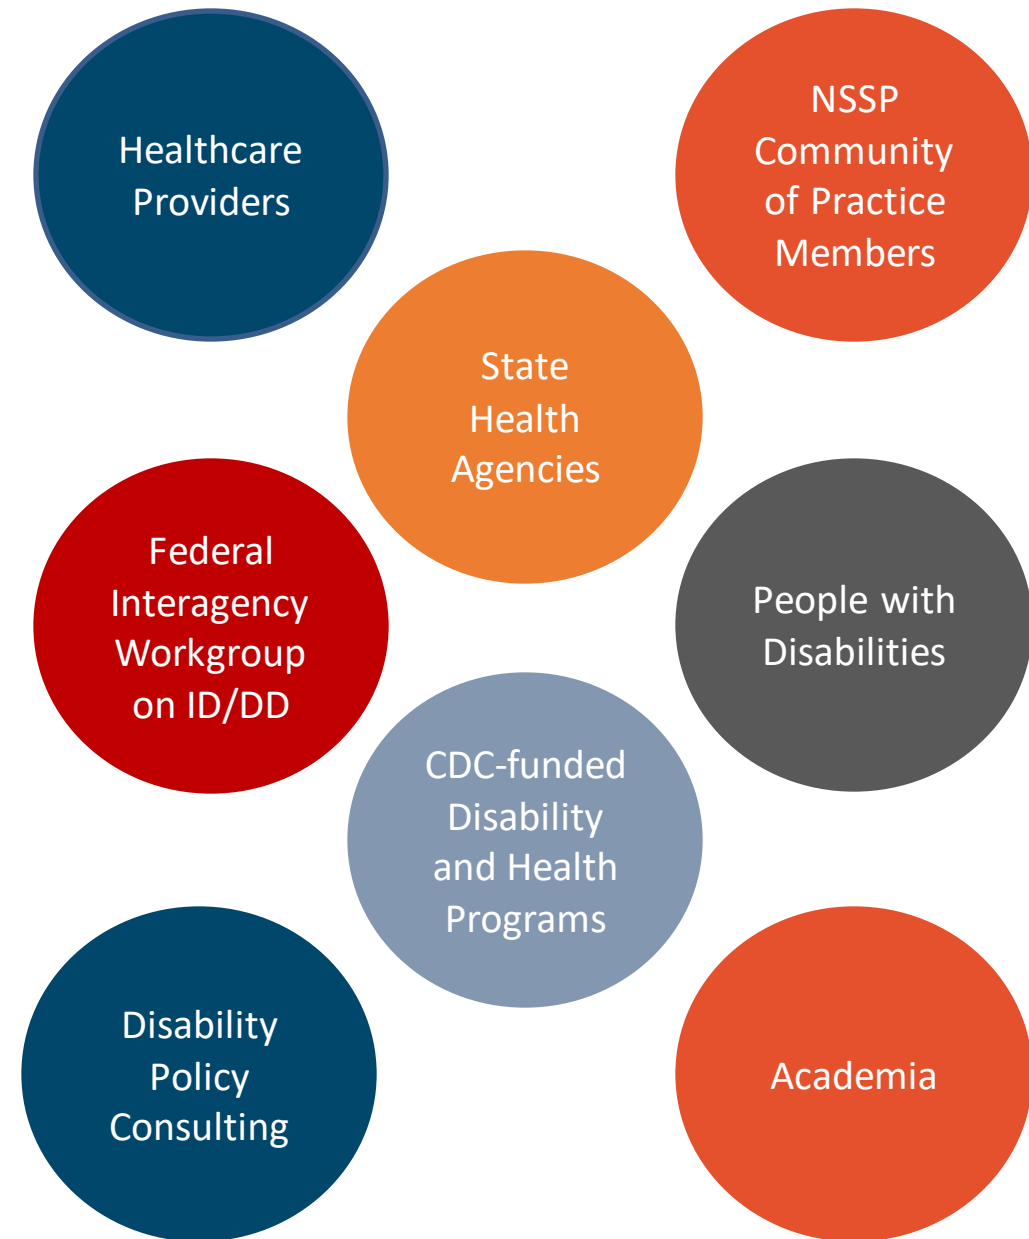 Healthcare
Providers
NSSP
Community
of Practice
Members
State
Health
Agencies
Federal
Interagency
Workgroup
on ID/DD
People with
Disabilities
CDC-funded
Disability
and Health
Programs
Disability
Policy
Consulting
Academia